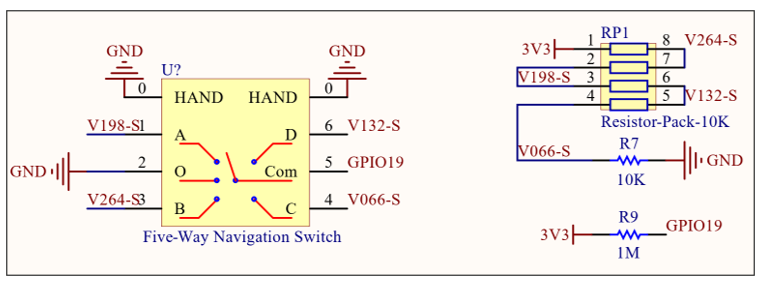 GND
GND
U?
0
HAND
HAND
0
V198-S
1
A
D
6
V132-S
GND
2
O
Com
5
GPIO19
V264-S
3
B
C
4
V066-S
Five-Way Navigation Switch
RP1
3V3
1
8
V264-S
2
7
V198-S
3
6
4
5
V132-S
Resistor-Pack-10K
V066-S
R7
GND
10K
R9
3V3
GPIO19
1M